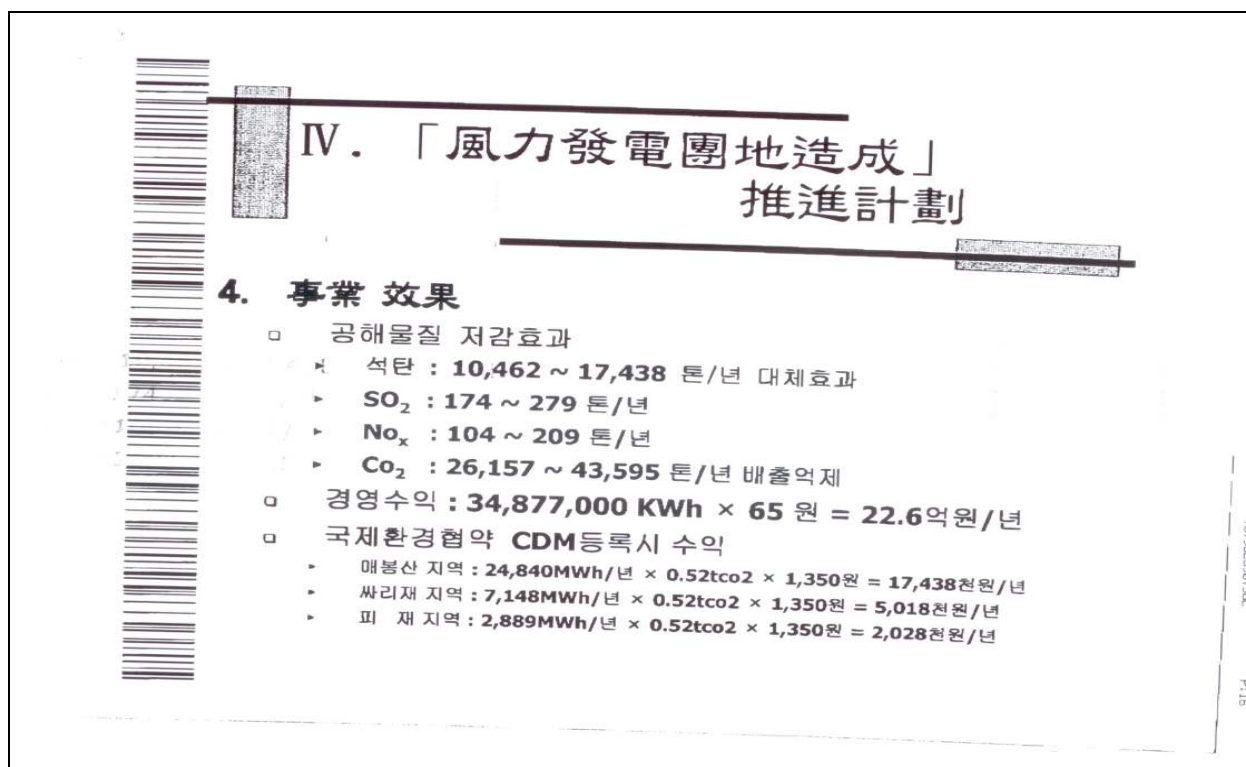 Ⅳ. 「風力發電團地造成」
推進計劃
4. 事業 效果
□ 공해물질 저감효과
▸ 석탄 : 10,462 ~ 17,438 톤/년 대체효과
▸ SO₂ : 174 ~ 279 톤/년
▸ Noₓ : 104 ~ 209 톤/년
▸ Co₂ : 26,157 ~ 43,595 톤/년 배출억제
□ 경영수익 : 34,877,000 KWh × 65 원 = 22.6억원/년
□ 국제환경협약 CDM등록시 수익
▸ 매봉산 지역 : 24,840MWh/년 × 0.52tco2 × 1,350원 = 17,438천원/년
▸ 싸리재 지역 : 7,148MWh/년 × 0.52tco2 × 1,350원 = 5,018천원/년
▸ 피 재 지역 : 2,889MWh/년 × 0.52tco2 × 1,350원 = 2,028천원/년